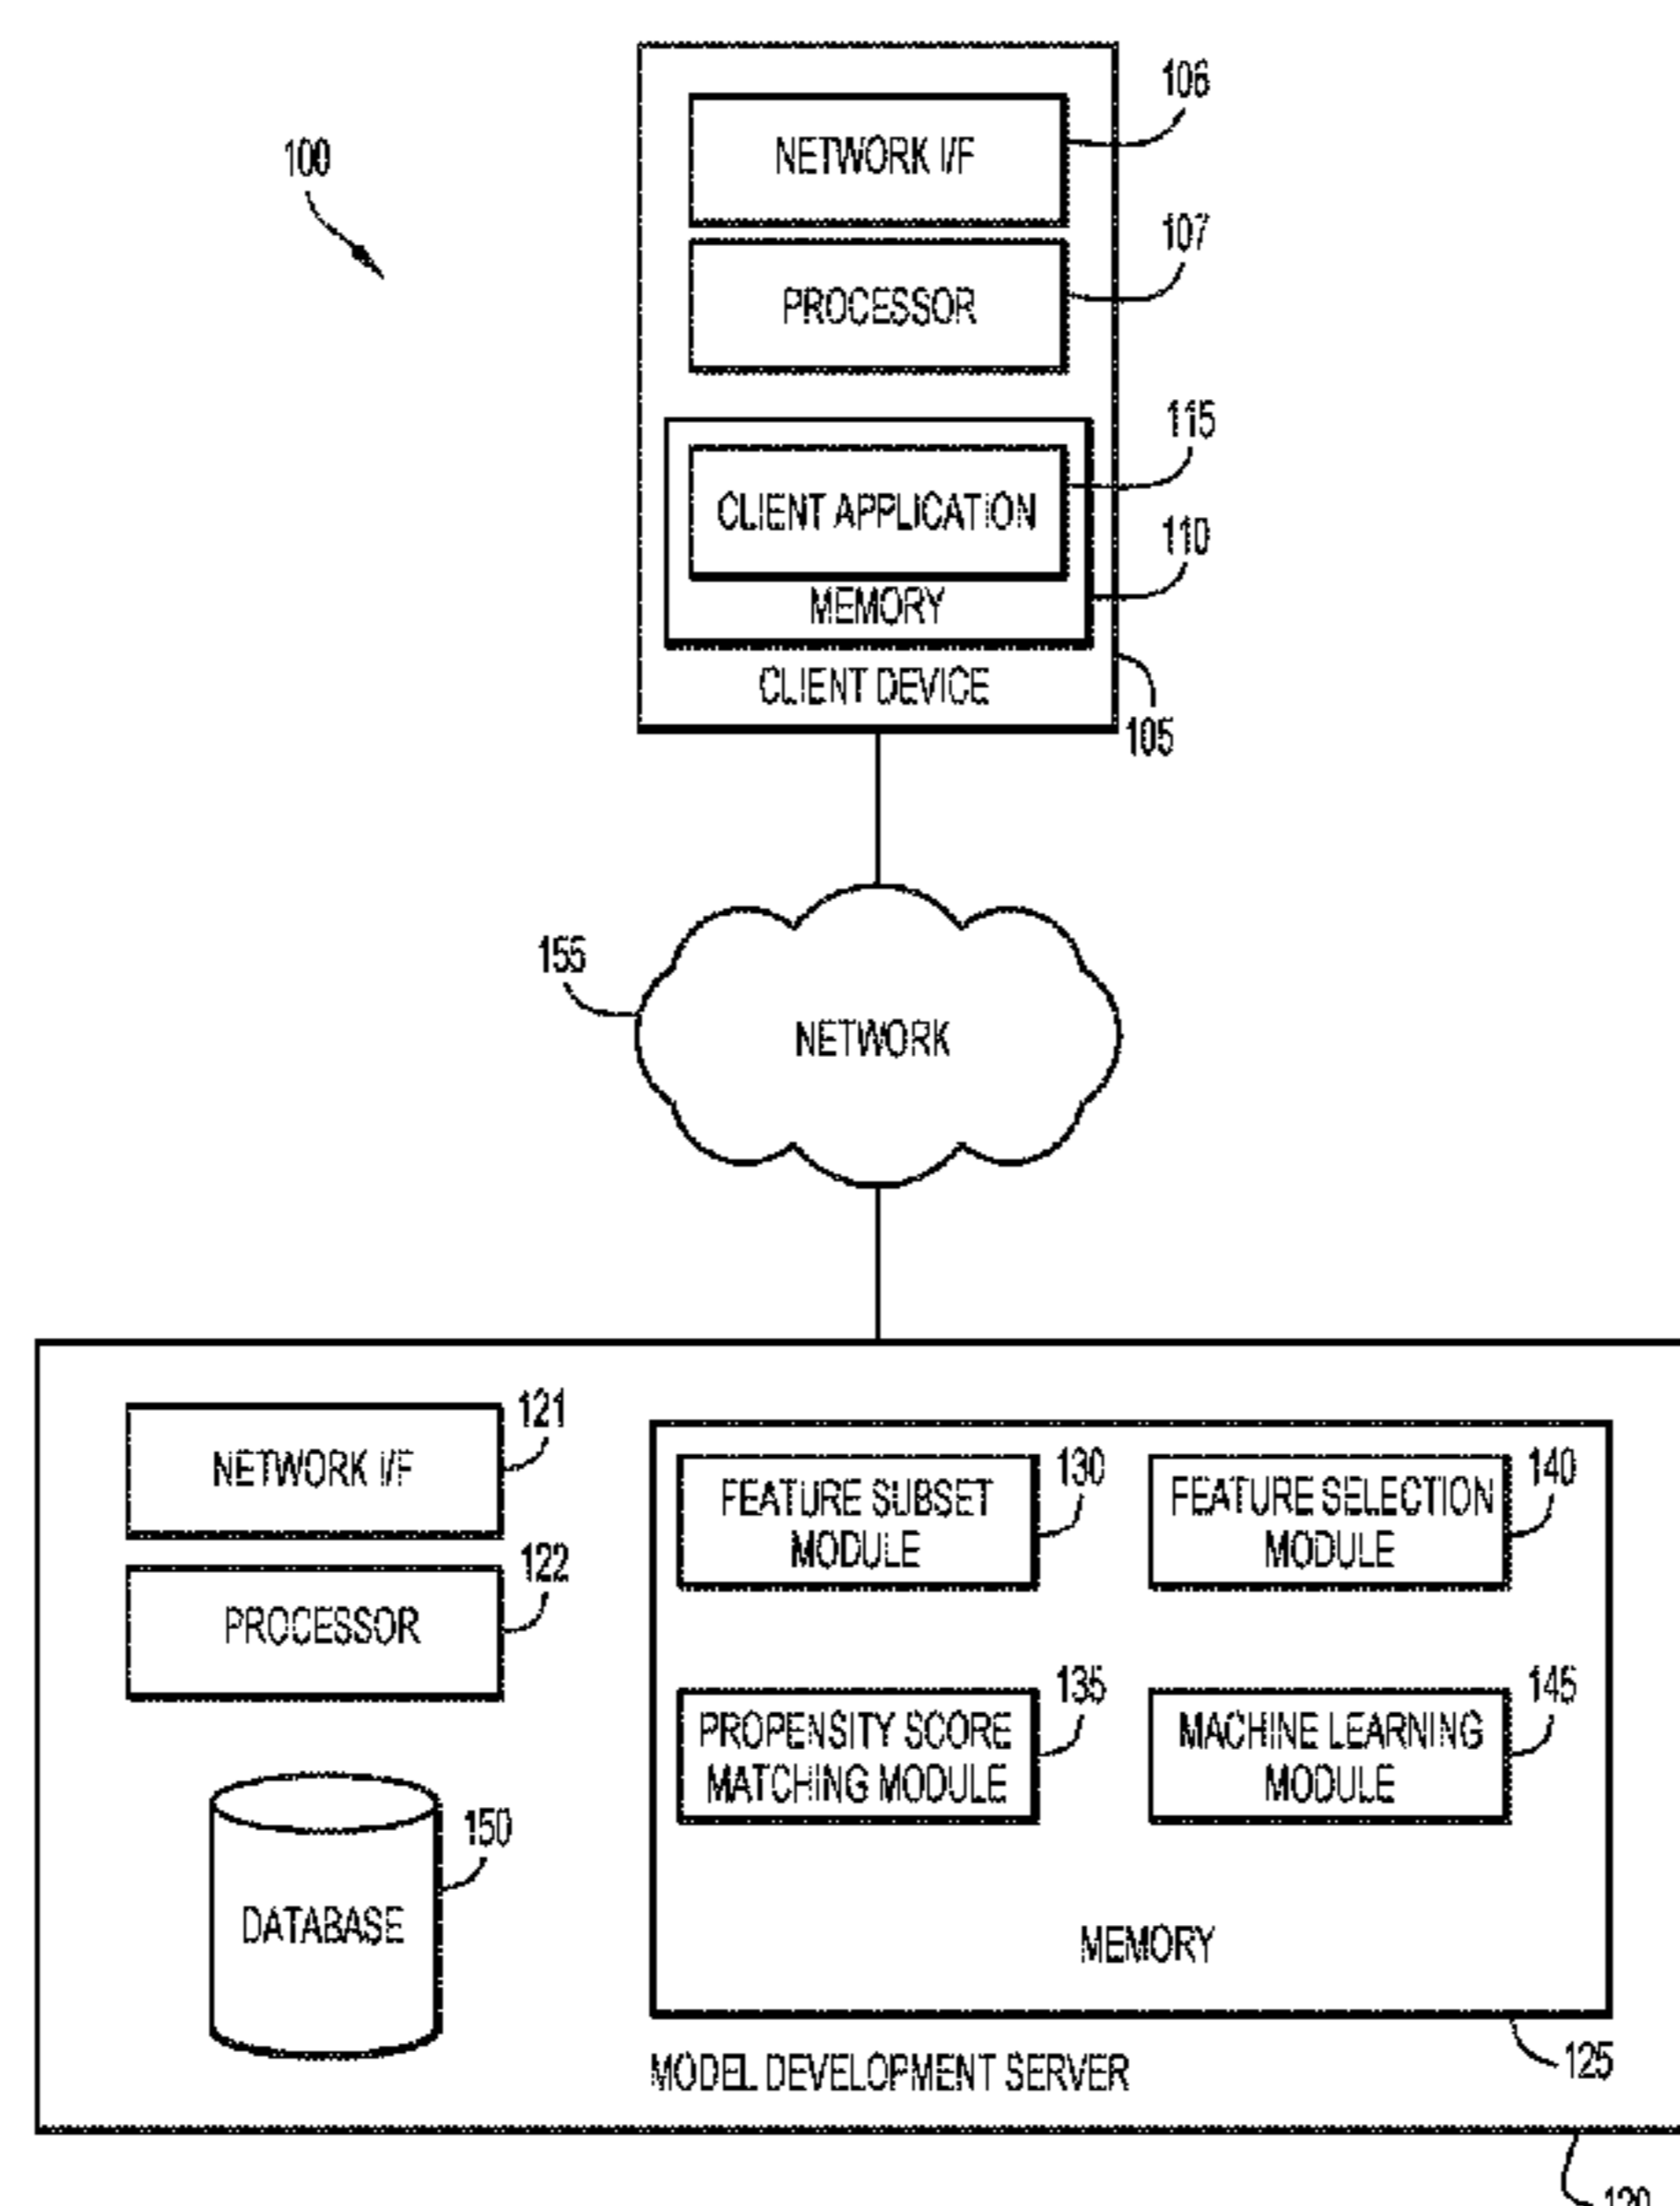 100
106
NETWORK I/F
107
PROCESSOR
115
CLIENT APPLICATION
110
MEMORY
CLIENT DEVICE
105
155
NETWORK
121
NETWORK I/F
122
PROCESSOR
150
DATABASE
130
FEATURE SUBSET
MODULE
140
FEATURE SELECTION
MODULE
135
PROPENSITY SCORE
MATCHING MODULE
145
MACHINE LEARNING
MODULE
MEMORY
125
MODEL DEVELOPMENT SERVER